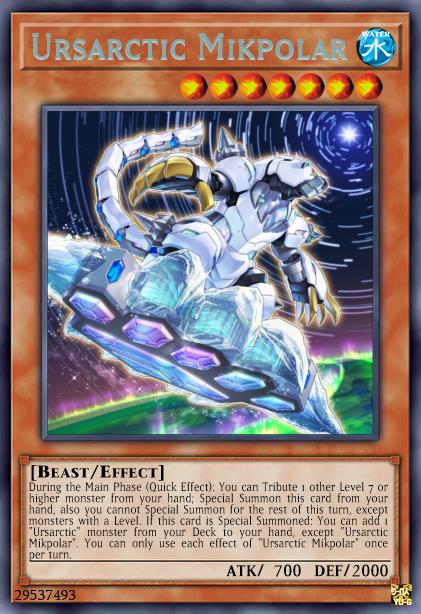 URSARCTIC MIKPOLAR
WATER
水
[BEAST/EFFECT]
During the Main Phase (Quick Effect): You can Tribute 1 other Level 7 or
higher monster from your hand; Special Summon this card from your
hand, also you cannot Special Summon for the rest of this turn, except
monsters with a Level. If this card is Special Summoned: You can add 1
"Ursarctic" monster from your Deck to your hand, except "Ursarctic
Mikpolar". You can only use each effect of "Ursarctic Mikpolar" once
per turn.
ATK/ 700 DEF/2000
29537493